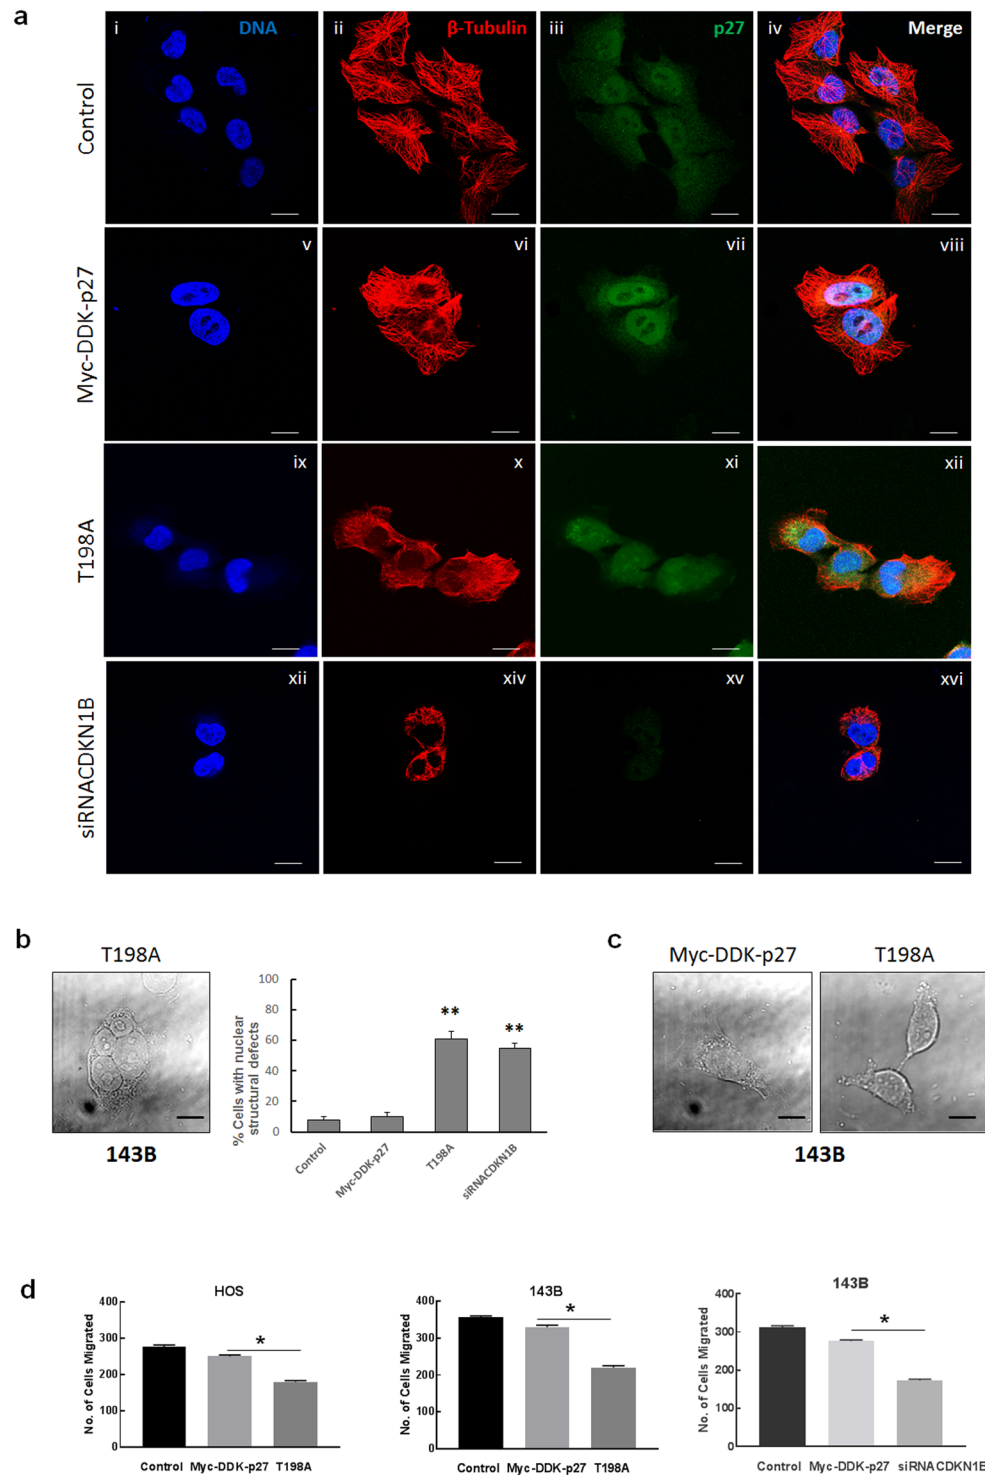 a
i DNA
ii β-Tubulin
iii p27
iv Merge
Control
v
vi
vii
viii
Myc-DDK-p27
ix
x
xi
xii
T198A
xii
xiv
xv
xvi
siRNACDKN1B
b
T198A
143B
% Cells with nuclear
structural defects
100
80
60
40
20
0
**
**
Control
Myc-DDK-p27
T198A
siRNACDKN1B
c
Myc-DDK-p27 T198A
143B
d
HOS
No. of Cells Migrated
400
300
200
100
0
*
Control Myc-DDK-p27 T198A
143B
No. of Cells Migrated
400
300
200
100
0
*
Control Myc-DDK-p27 T198A
143B
No. of Cells Migrated
400
300
200
100
0
*
Control Myc-DDK-p27 siRNACDKN1B